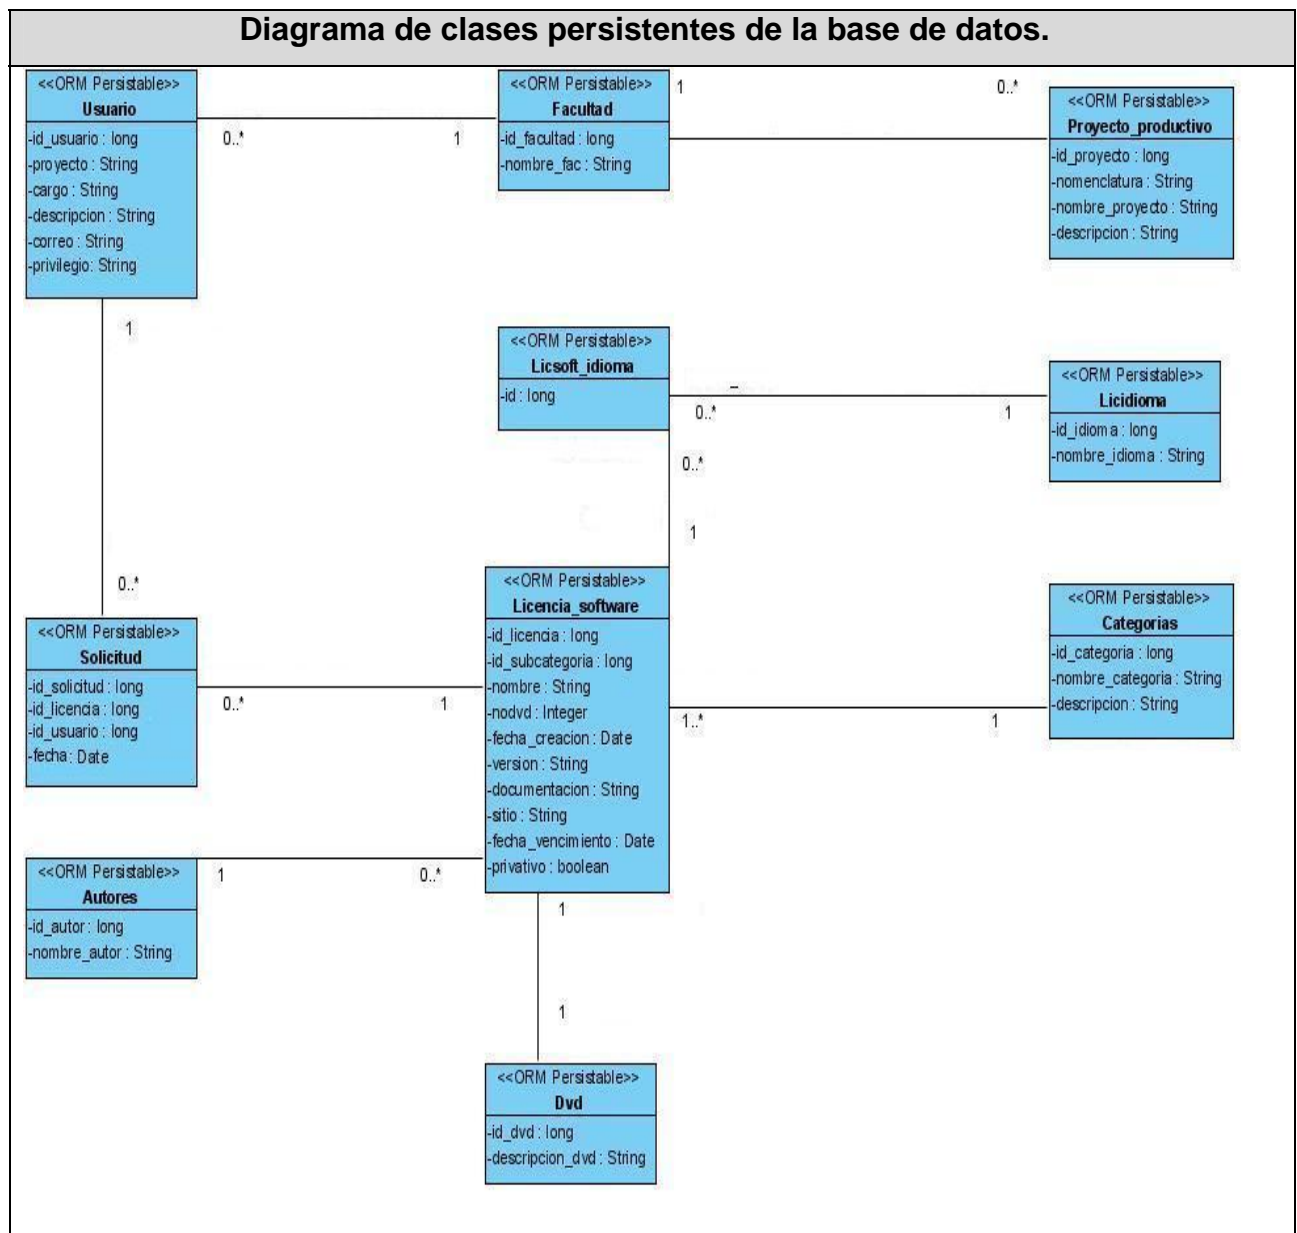 Diagrama de clases persistentes de la base de datos.
<<ORM Persistable>>
Usuario
-id_usuario : long
-proyecto : String
-cargo : String
-descripcion : String
-correo : String
-privilegio: String
0..*
1
<<ORM Persistable>>
Facultad
-id_facultad : long
-nombre_fac : String
1
0..*
<<ORM Persistable>>
Proyecto_productivo
-id_proyecto : long
-nomenclatura : String
-nombre_proyecto : String
-descripcion : String
1
0..*
<<ORM Persistable>>
Licsoft_idioma
-id : long
0..*
1
<<ORM Persistable>>
Licidioma
-id_idioma : long
-nombre_idioma : String
0..*
1
<<ORM Persistable>>
Solicitud
-id_solicitud : long
-id_licencia : long
-id_usuario : long
-fecha : Date
0..*
1
<<ORM Persistable>>
Licencia_software
-id_licencia : long
-id_subcategoria : long
-nombre : String
-nodvd : Integer
-fecha_creacion : Date
-version : String
-documentacion : String
-sitio : String
-fecha_vencimiento : Date
-privativo : boolean
1..*
1
<<ORM Persistable>>
Categorias
-id_categoria : long
-nombre_categoria : String
-descripcion : String
<<ORM Persistable>>
Autores
-id_autor : long
-nombre_autor : String
1
0..*
1
1
<<ORM Persistable>>
Dvd
-id_dvd : long
-descripcion_dvd : String